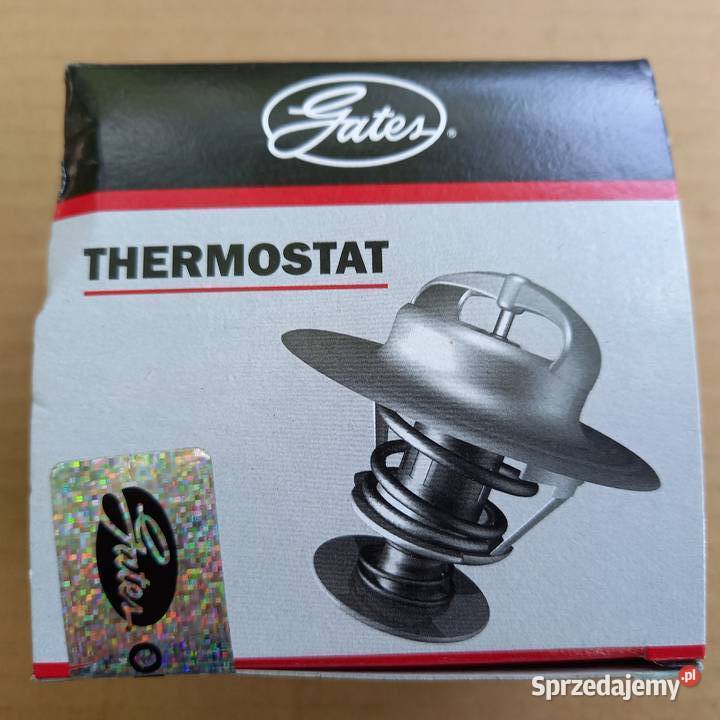 Gates®
THERMOSTAT
Gates
Sprzedajemy.pl